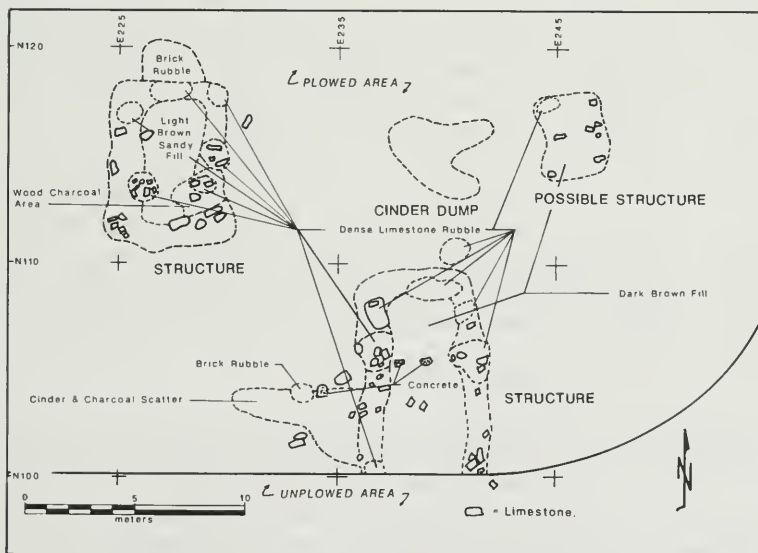 E225
E235
E245
N120
Brick
Rubble
PLOWED AREA
Light
Brown
Sandy
Fill
Wood Charcoal
Area
CINDER DUMP
POSSIBLE STRUCTURE
Dense Limestone Rubble
N110
STRUCTURE
Dark Brown Fill
Brick Rubble
Concrete
Cinder & Charcoal Scatter
STRUCTURE
N
N100
UNPLOWED AREA
0 5 10
meters
= Limestone.